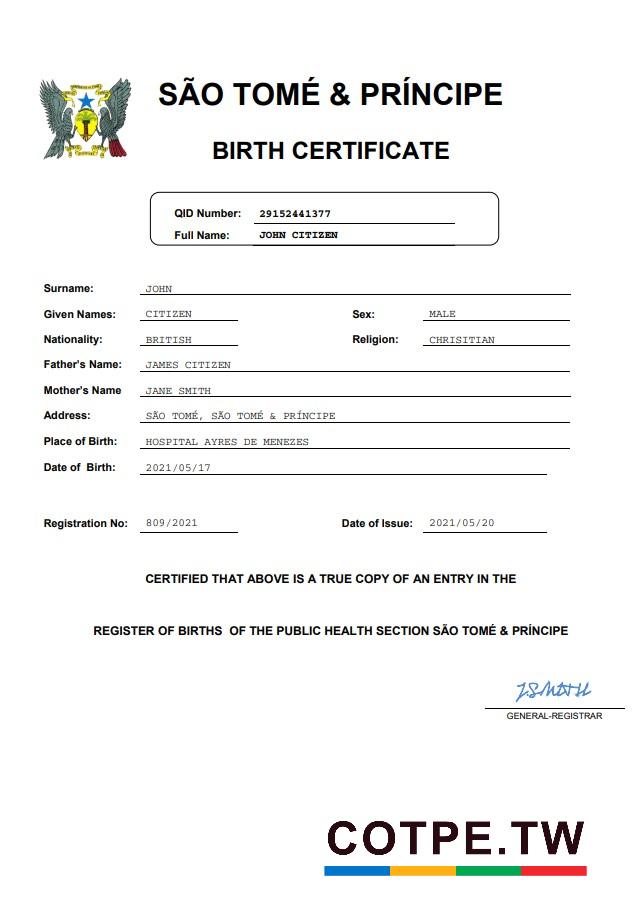 SÃO TOMÉ & PRÍNCIPE
BIRTH CERTIFICATE
QID Number: 29152441377
Full Name: JOHN CITIZEN
Surname: JOHN
Given Names: CITIZEN Sex: MALE
Nationality: BRITISH Religion: CHRISITIAN
Father's Name: JAMES CITIZEN
Mother's Name JANE SMITH
Address: SÃO TOMÉ, SÃO TOMÉ & PRÍNCIPE
Place of Birth: HOSPITAL AYRES DE MENEZES
Date of Birth: 2021/05/17
Registration No: 809/2021 Date of Issue: 2021/05/20
CERTIFIED THAT ABOVE IS A TRUE COPY OF AN ENTRY IN THE
REGISTER OF BIRTHS OF THE PUBLIC HEALTH SECTION SÃO TOMÉ & PRÍNCIPE
J.SMITH
GENERAL-REGISTRAR
COTPE.TW